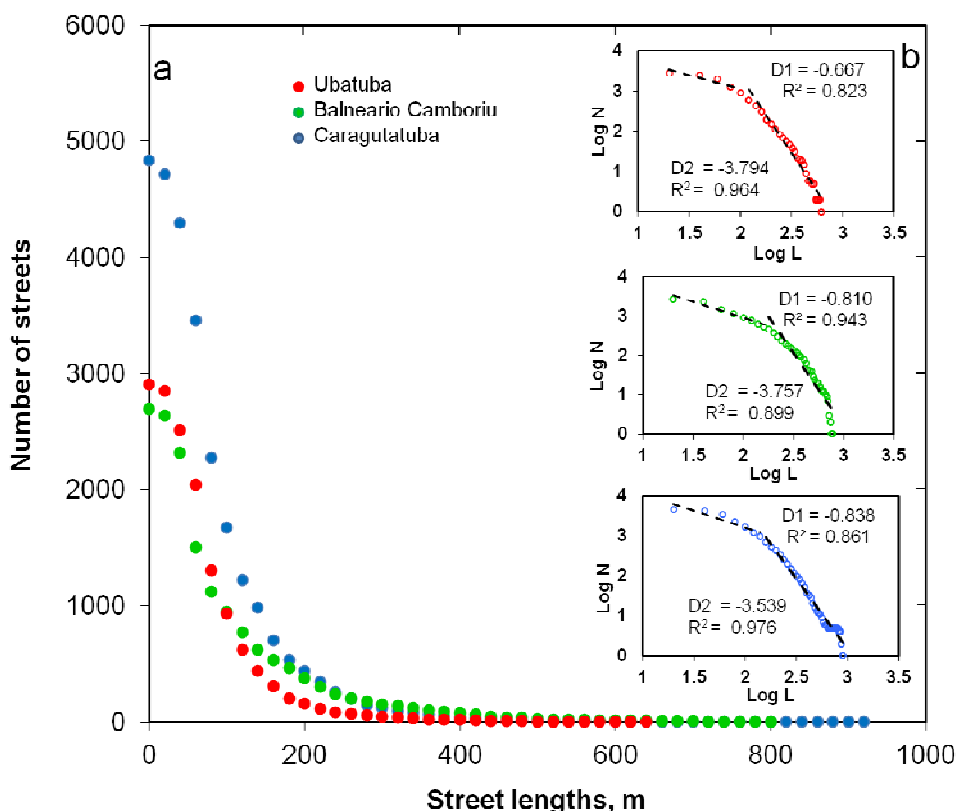 6000
5000
4000
3000
2000
1000
0
Number of streets
a
Ubatuba
Balneario Camboriu
Caragutatuba
0 200 400 600 800 1000
Street lengths, m
b
4
3
2
1
0
Log N
D1 = -0.667
R² = 0.823
D2 = -3.794
R² = 0.964
1 1.5 2 2.5 3 3.5
Log L
4
3
2
1
0
Log N
D1 = -0.810
R² = 0.943
D2 = -3.757
R² = 0.899
1 1.5 2 2.5 3 3.5
Log L
4
3
2
1
0
Log N
D1 = -0.838
R² = 0.861
D2 = -3.539
R² = 0.976
1 1.5 2 2.5 3 3.5
Log L